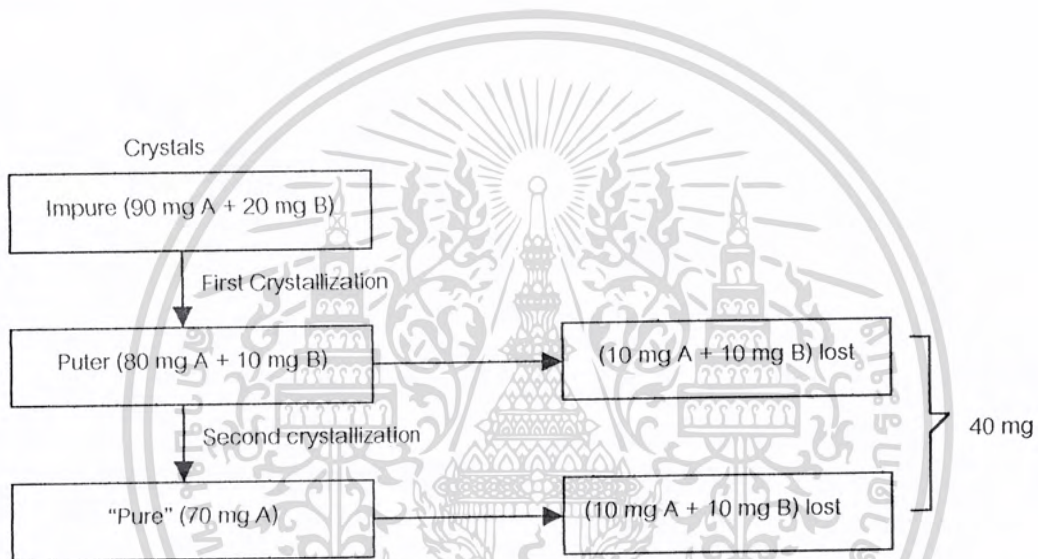 Crystals
Impure (90 mg A + 20 mg B)
First Crystallization
Puter (80 mg A + 10 mg B)
(10 mg A + 10 mg B) lost
40 mg
Second crystallization
"Pure" (70 mg A)
(10 mg A + 10 mg B) lost